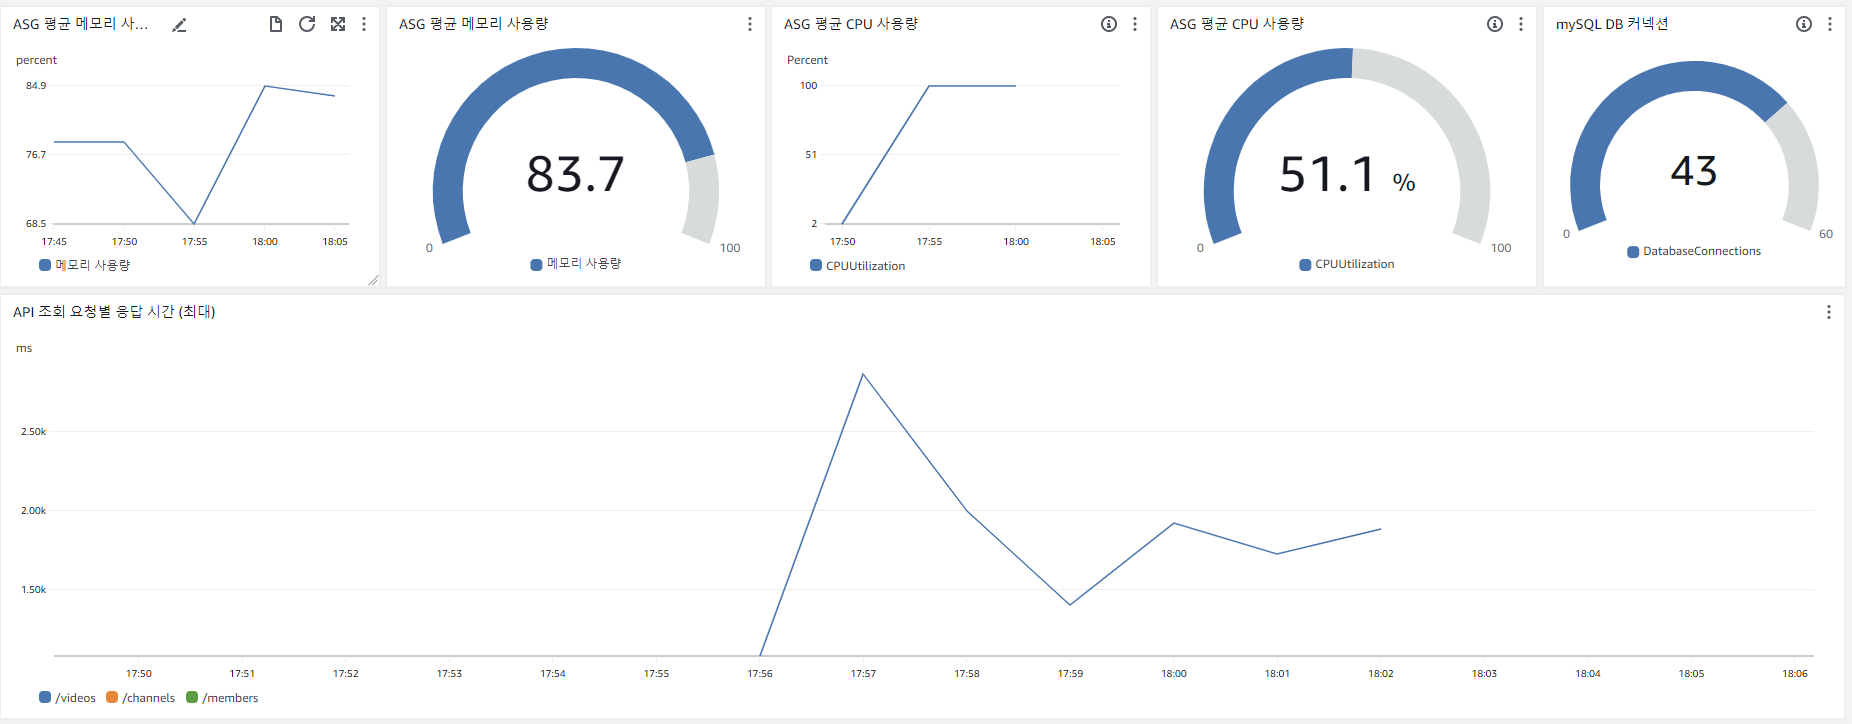 ASG 평균 메모리 사...
percent
84.9
76.7
68.5
17:45 17:50 17:55 18:00 18:05
메모리 사용량
ASG 평균 메모리 사용량
83.7
0 100
메모리 사용량
ASG 평균 CPU 사용량
Percent
100
51
2
17:50 17:55 18:00 18:05
CPUUtilization
ASG 평균 CPU 사용량
51.1 %
0 100
CPUUtilization
mySQL DB 커넥션
43
0 60
DatabaseConnections
API 조회 요청별 응답 시간 (최대)
ms
2.50k
2.00k
1.50k
17:50 17:51 17:52 17:53 17:54 17:55 17:56 17:57 17:58 17:59 18:00 18:01 18:02 18:03 18:04 18:05 18:06
/videos /channels /members